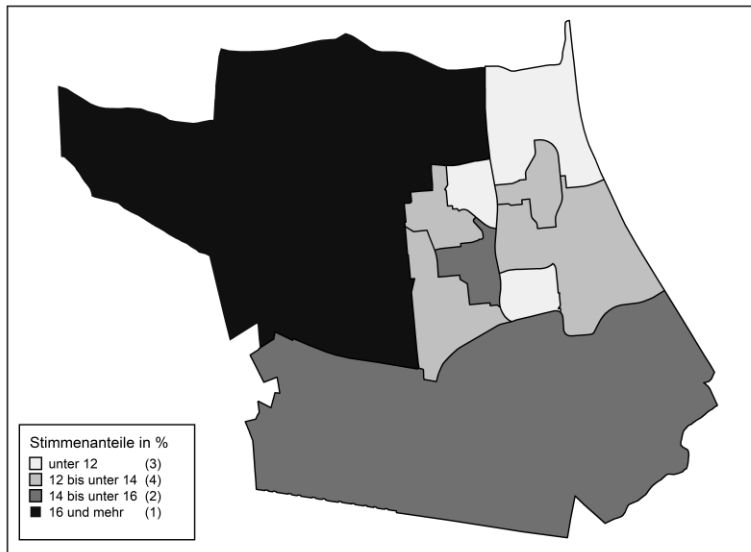 Stimmenanteile in %
unter 12 (3)
12 bis unter 14 (4)
14 bis unter 16 (2)
16 und mehr (1)